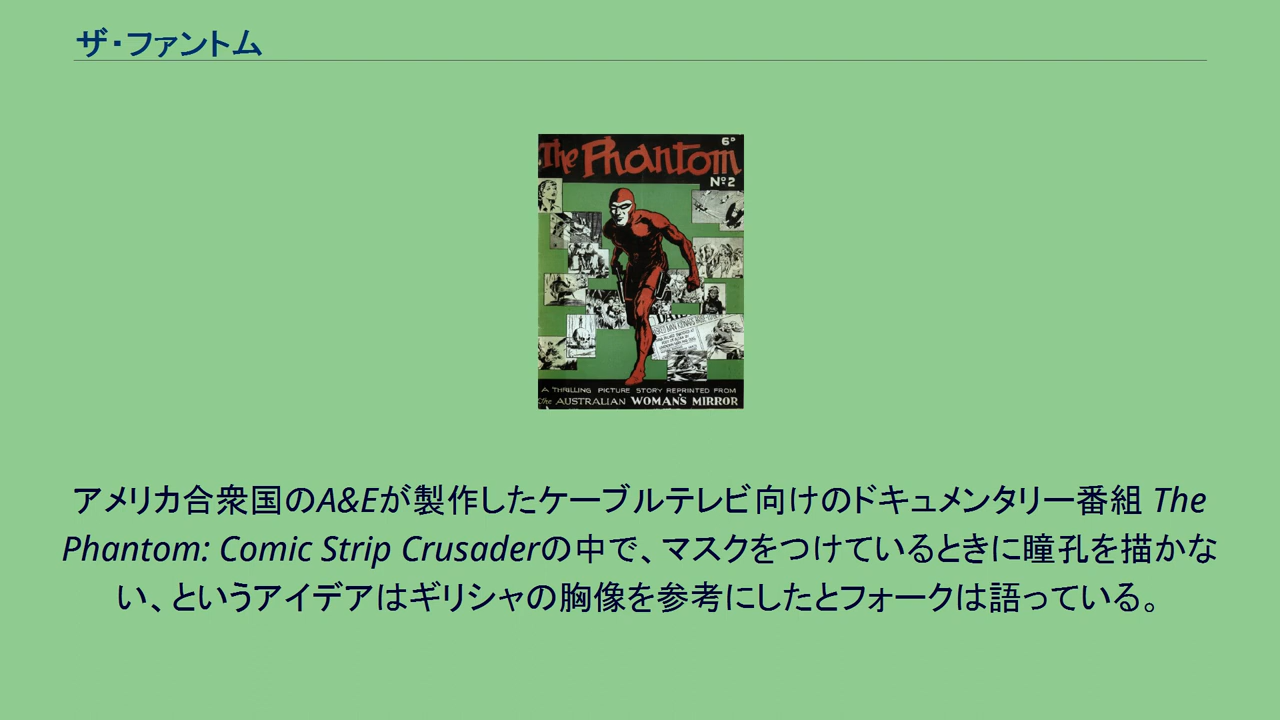 ザ・ファントム
The Phantom
6ᴰ
Nº2
A THRILLING PICTURE STORY REPRINTED FROM
The AUSTRALIAN WOMAN'S MIRROR
アメリカ合衆国のA&Eが製作したケーブルテレビ向けのドキュメンタリー番組 The
Phantom: Comic Strip Crusaderの中で、マスクをつけているときに瞳孔を描かな
い、というアイデアはギリシャの胸像を参考にしたとフォークは語っている。